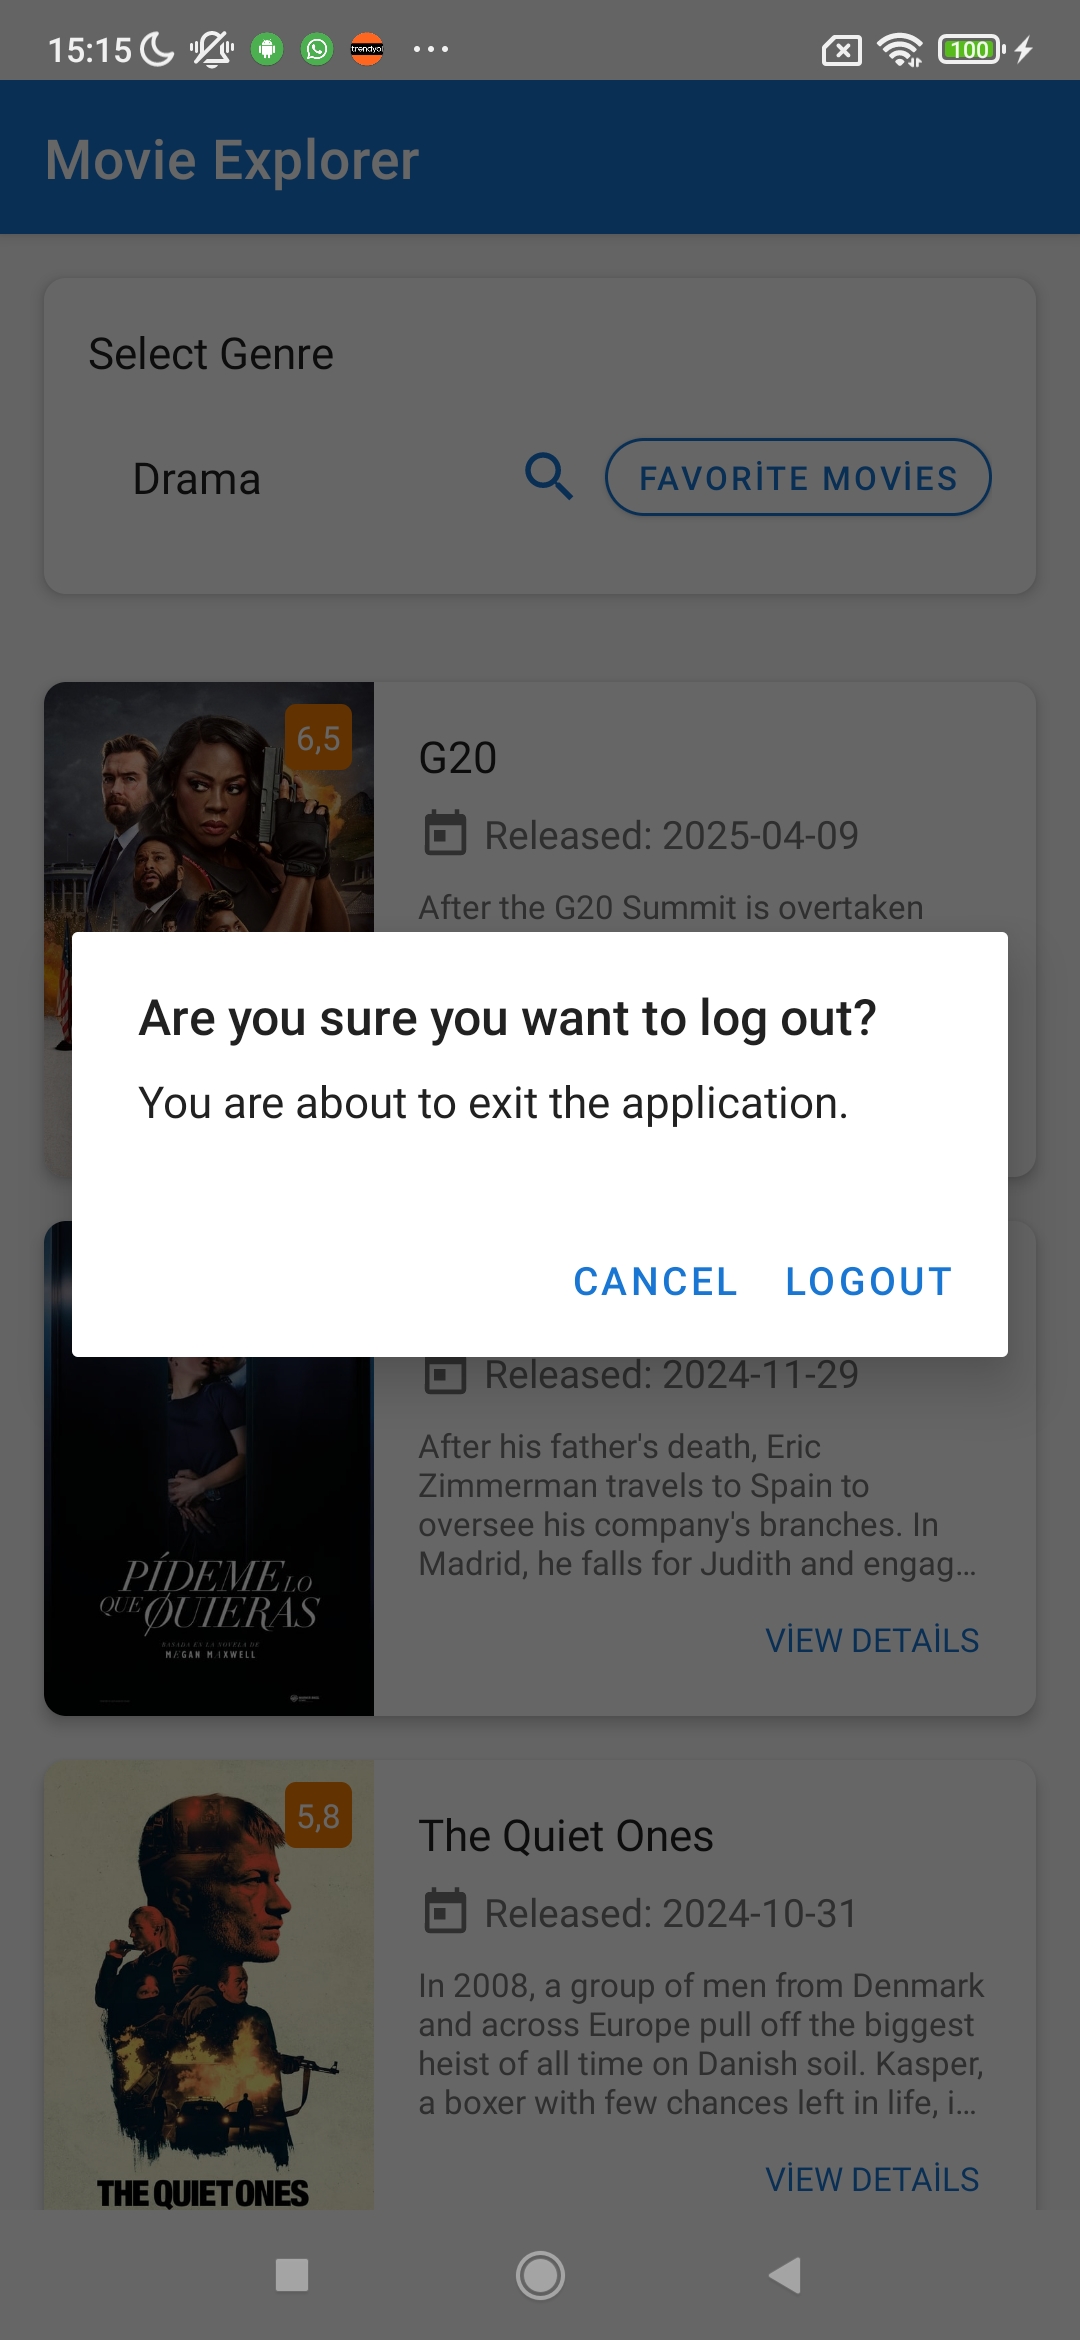 15:15
trendyol
100
Movie Explorer
Select Genre
Drama
FAVORİTE MOVİES
6,5
G20
Released: 2025-04-09
After the G20 Summit is overtaken
Are you sure you want to log out?
You are about to exit the application.
CANCEL
LOGOUT
Released: 2024-11-29
After his father's death, Eric
Zimmerman travels to Spain to
oversee his company's branches. In
Madrid, he falls for Judith and engag…
PÍDEME LO
QUE QUIERAS
BASADA EN LA NOVELA DE
MEGAN MAXWELL
VİEW DETAİLS
5,8
The Quiet Ones
Released: 2024-10-31
In 2008, a group of men from Denmark
and across Europe pull off the biggest
heist of all time on Danish soil. Kasper,
a boxer with few chances left in life, i…
THE QUIET ONES
VİEW DETAİLS